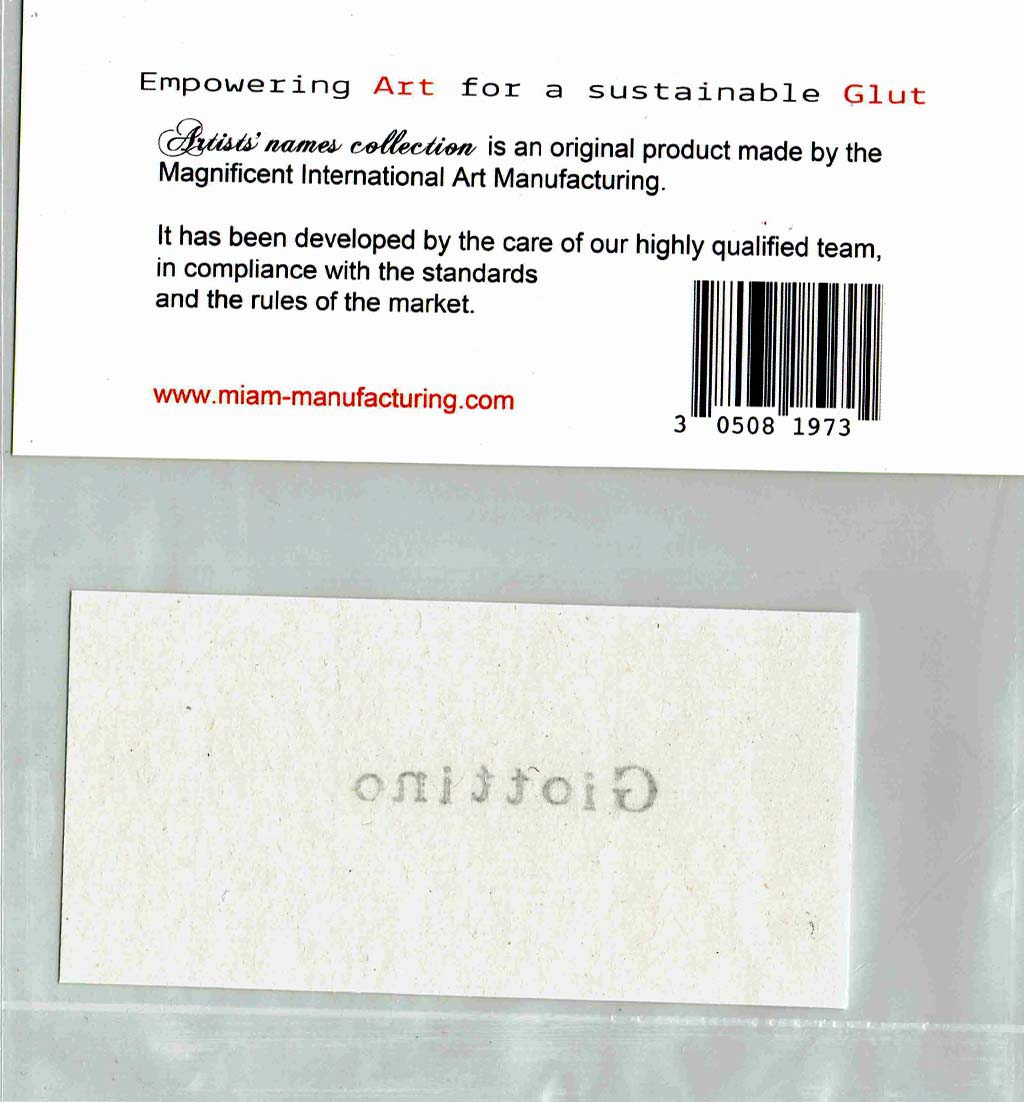 Empowering Art for a sustainable Glut
Artists' names collection is an original product made by the
Magnificent International Art Manufacturing.
It has been developed by the care of our highly qualified team,
in compliance with the standards
and the rules of the market.
www.miam-manufacturing.com
3 0508 1973
Giottino